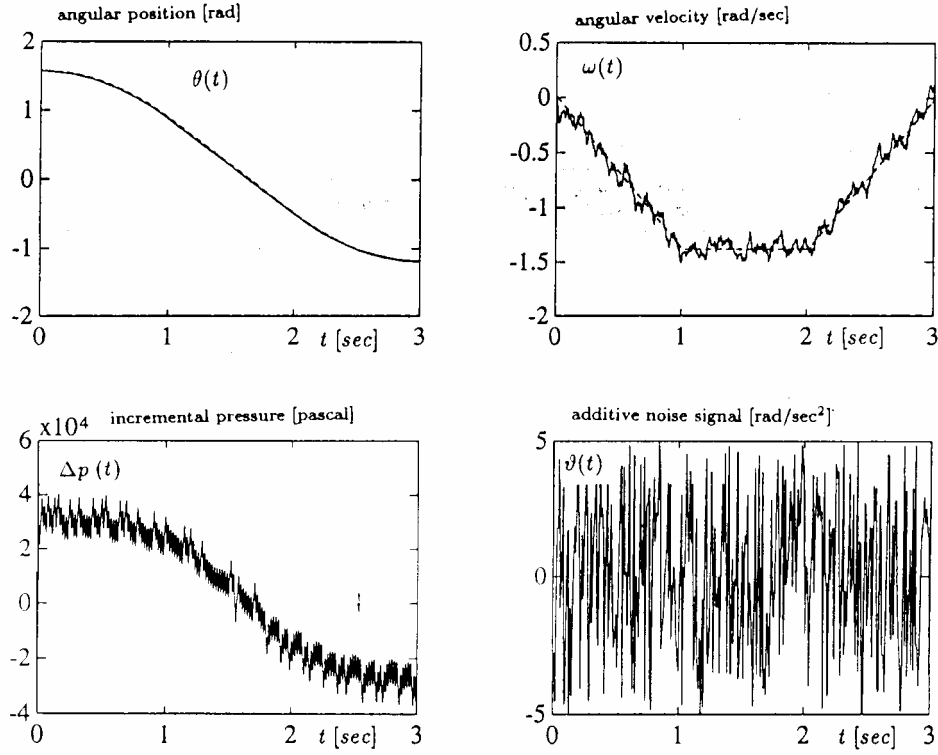 angular position [rad]
2
θ(t)
1
0
-1
-2
0 1 2 t [sec] 3
angular velocity [rad/sec]
0.5
ω(t)
0
-0.5
-1
-1.5
-2
0 1 2 t [sec] 3
incremental pressure [pascal]
x10⁴
6
Δp (t)
4
2
0
-2
-4
0 1 2 t [sec] 3
additive noise signal [rad/sec²]
5
ϑ(t)
0
-5
0 1 2 t [sec] 3